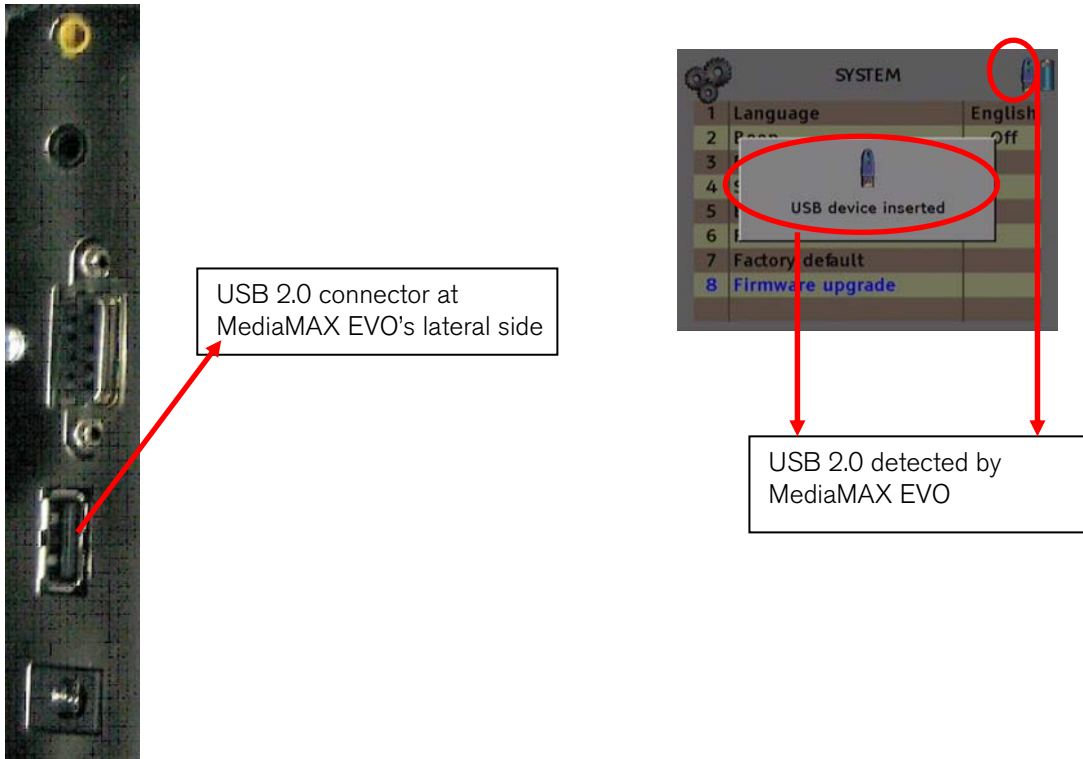 USB 2.0 connector at
MediaMAX EVO's lateral side
SYSTEM
1 Language English
2 Off
3
4
5
6
7 Factory default
8 Firmware upgrade
USB device inserted
USB 2.0 detected by
MediaMAX EVO